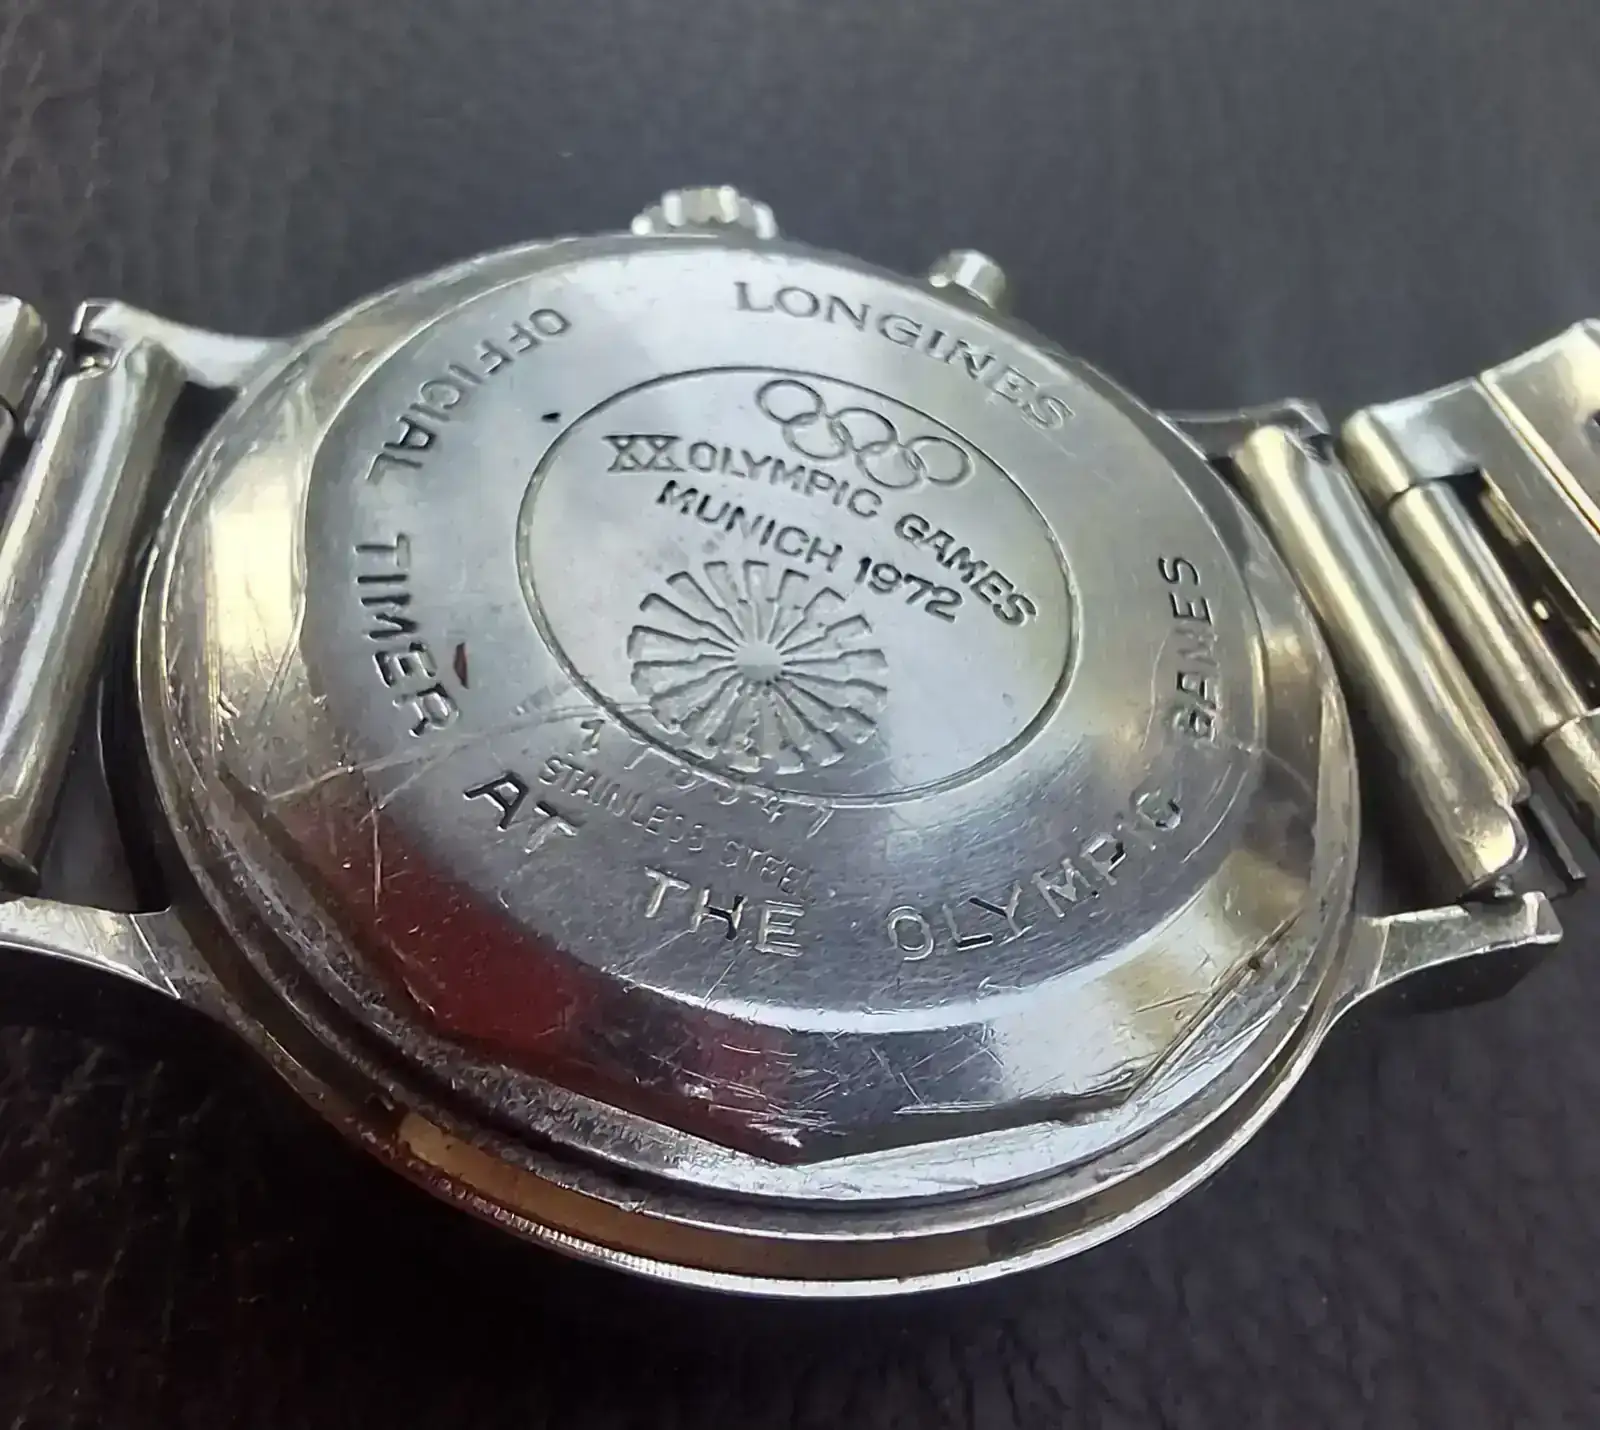 LONGINES
XX OLYMPIC GAMES
MUNICH 1972
STAINLESS STEEL
OFFICIAL TIMER AT THE OLYMPIC GAMES